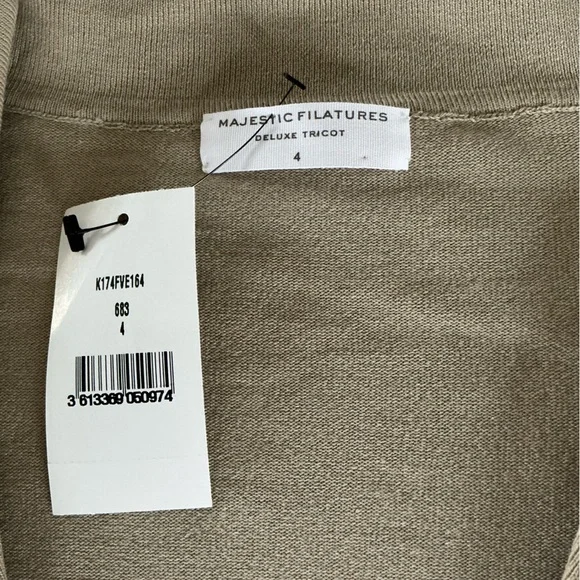 MAJESTIC FILATURES
DELUXE TRICOT
4
K174FVE164
683
4
3 613369 050974